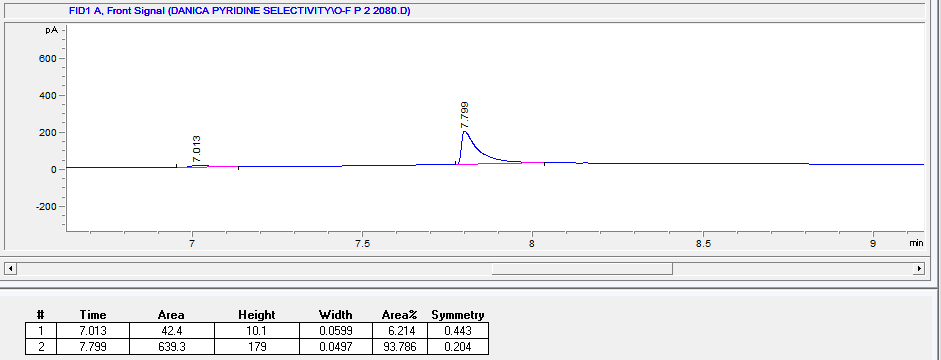 FID1 A, Front Signal (DANICA PYRIDINE SELECTIVITY\O-F P 2 2080.D)
pA
600
400
200
0
-200
7.013
7.799
7 7.5 8 8.5 9 min
# Time Area Height Width Area% Symmetry
1 7.013 42.4 10.1 0.0599 6.214 0.443
2 7.799 639.3 179 0.0497 93.786 0.204